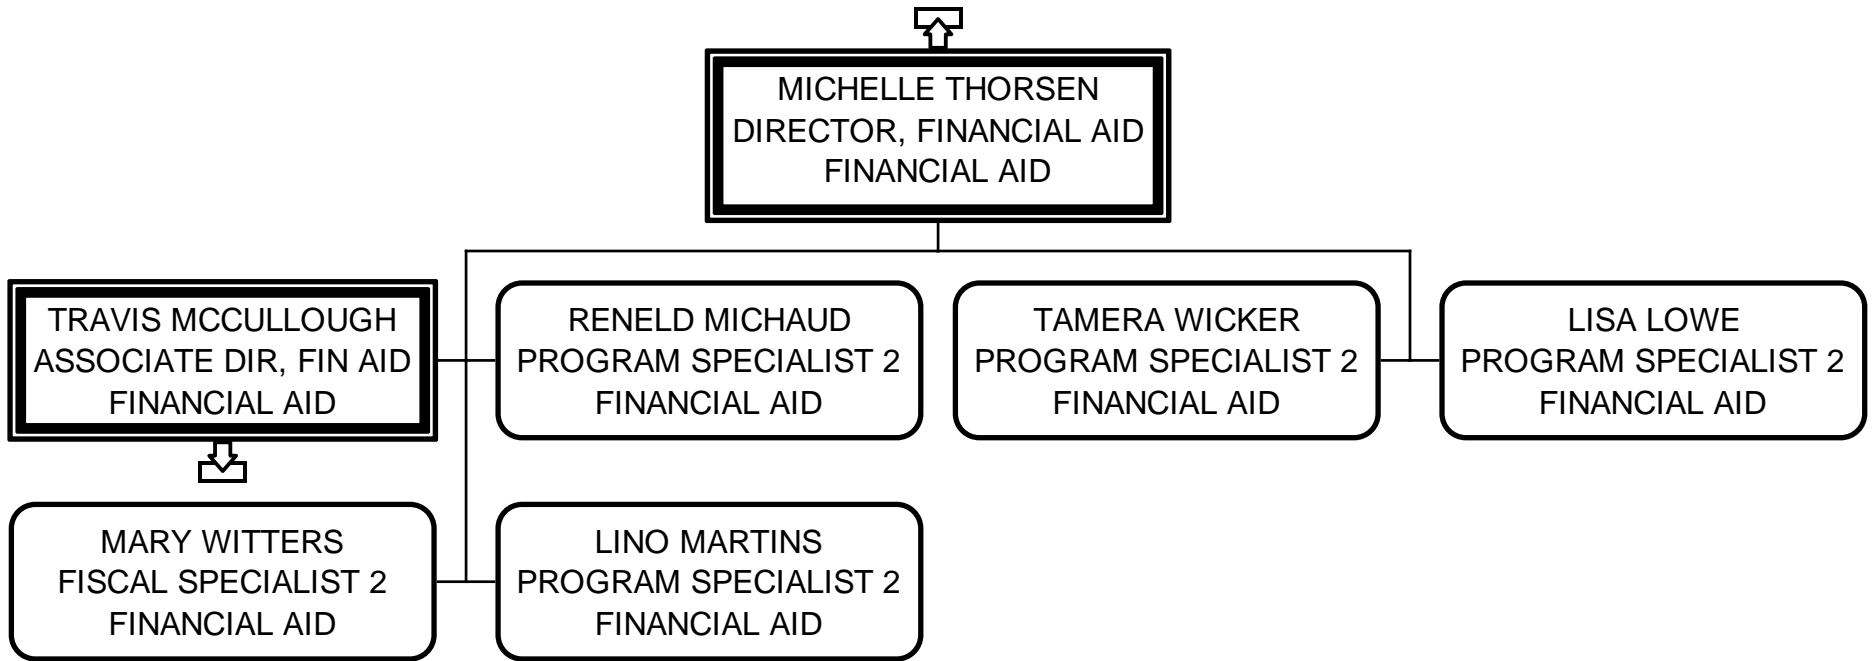 MICHELLE THORSEN
DIRECTOR, FINANCIAL AID
FINANCIAL AID
TRAVIS MCCULLOUGH
ASSOCIATE DIR, FIN AID
FINANCIAL AID
RENELD MICHAUD
PROGRAM SPECIALIST 2
FINANCIAL AID
TAMERA WICKER
PROGRAM SPECIALIST 2
FINANCIAL AID
LISA LOWE
PROGRAM SPECIALIST 2
FINANCIAL AID
MARY WITTERS
FISCAL SPECIALIST 2
FINANCIAL AID
LINO MARTINS
PROGRAM SPECIALIST 2
FINANCIAL AID